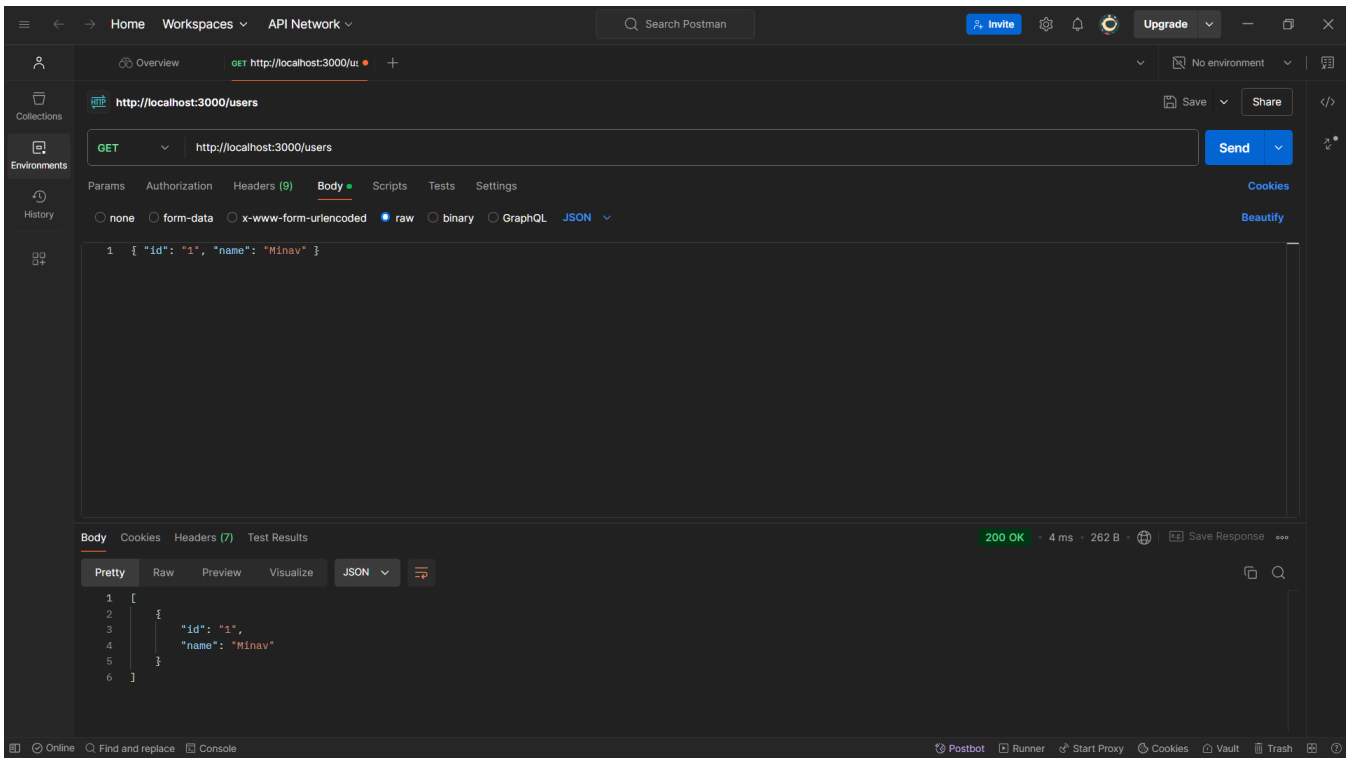 Home Workspaces API Network Search Postman Invite Upgrade
Overview GET http://localhost:3000/us No environment
HTTP http://localhost:3000/users Save Share
Collections
GET http://localhost:3000/users Send
Environments
Params Authorization Headers (9) Body Scripts Tests Settings Cookies
History
none form-data x-www-form-urlencoded raw binary GraphQL JSON Beautify
1 { "id": "1", "name": "Minav" }
Body Cookies Headers (7) Test Results 200 OK 4 ms 262 B e.g. Save Response
Pretty Raw Preview Visualize JSON
1 [
2 {
3 "id": "1",
4 "name": "Minav"
5 }
6 ]
Online Find and replace Console Postbot Runner Start Proxy Cookies Vault Trash